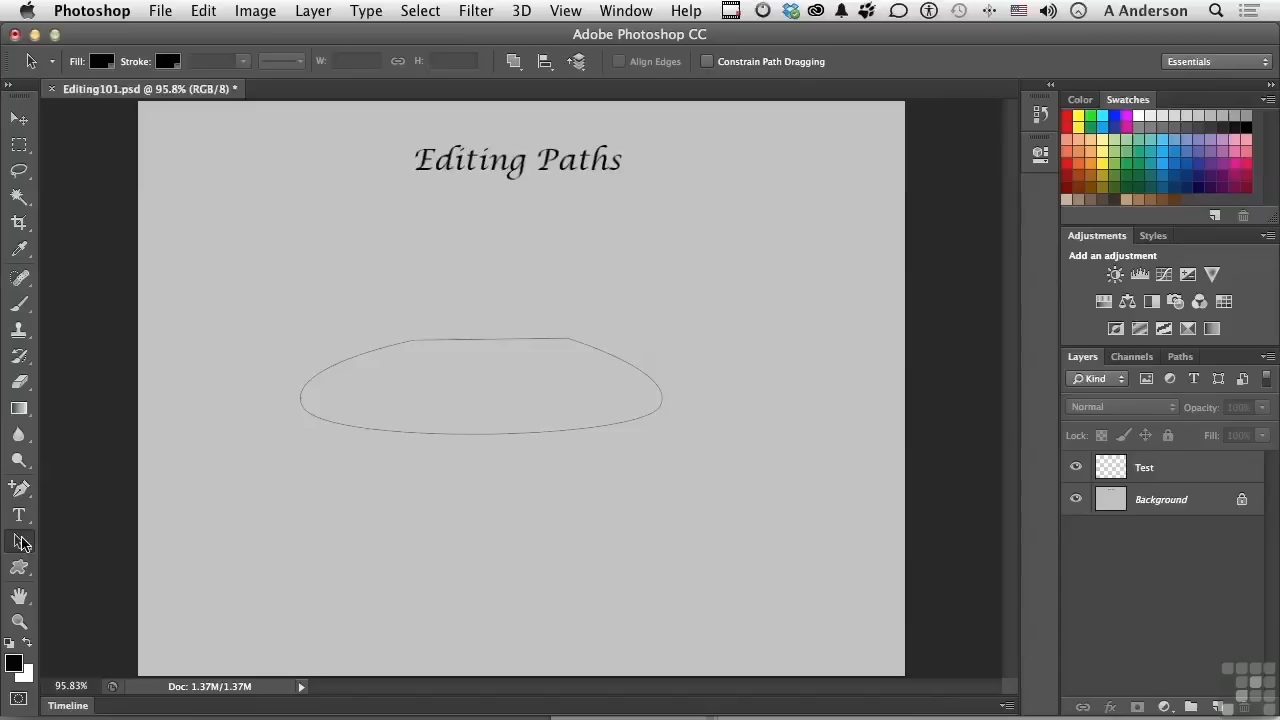 Photoshop File Edit Image Layer Type Select Filter 3D View Window Help A Anderson
Adobe Photoshop CC
Fill: Stroke: W: H: Align Edges Constrain Path Dragging Essentials
Editing101.psd @ 95.8% (RGB/8) *
Color Swatches
Editing Paths
Adjustments Styles
Add an adjustment
Layers Channels Paths
Kind
Normal Opacity: 100%
Lock: Fill: 100%
Test
Background
95.83% Doc: 1.37M/1.37M
Timeline